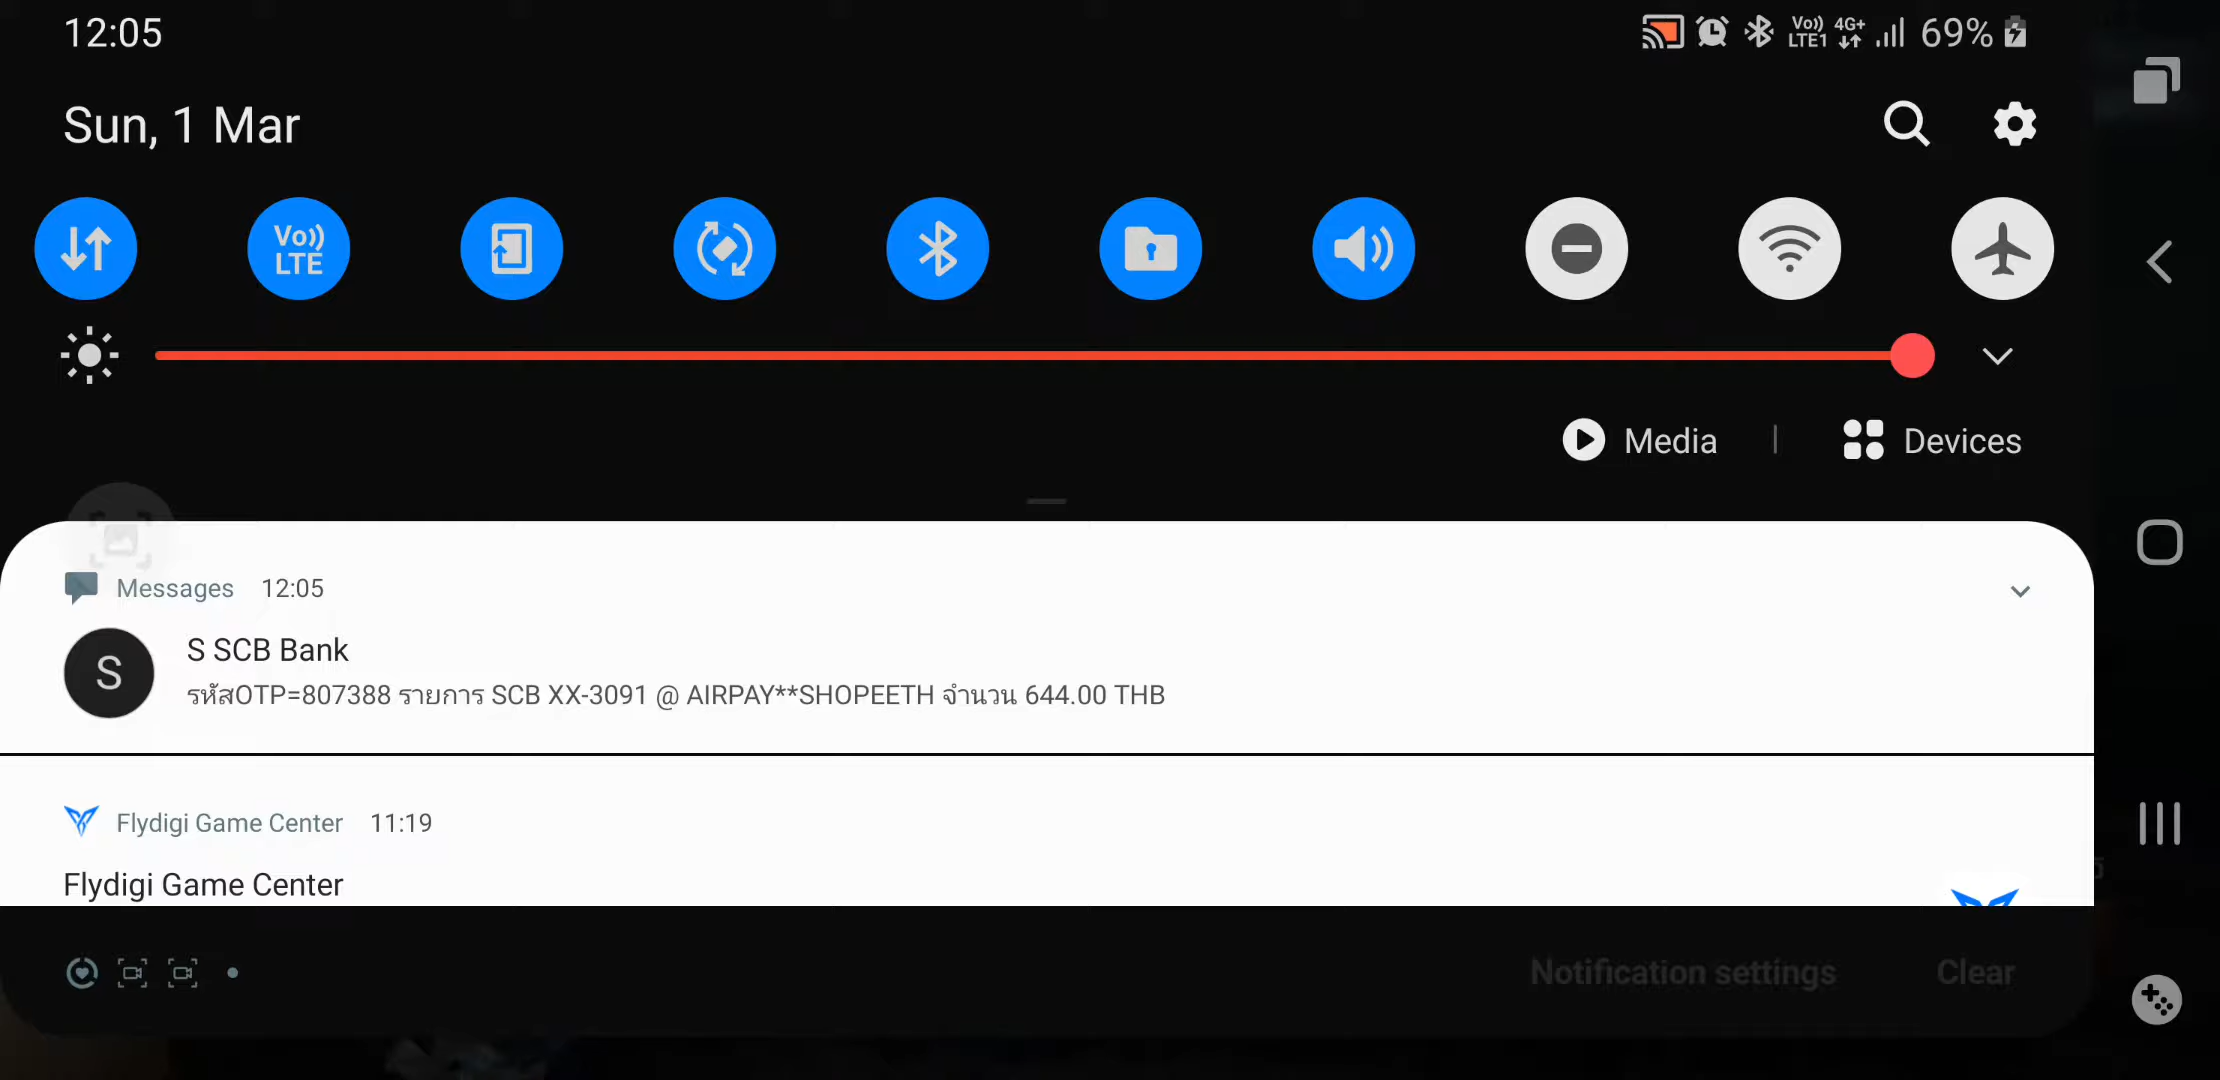 12:05
Vo)) LTE1 4G+ 69%
Sun, 1 Mar
Vo))
LTE
Media | Devices
Messages 12:05
S
S SCB Bank
รหัสOTP=807388 รายการ SCB XX-3091 @ AIRPAY**SHOPEETH จำนวน 644.00 THB
Flydigi Game Center 11:19
Flydigi Game Center
Notification settings Clear